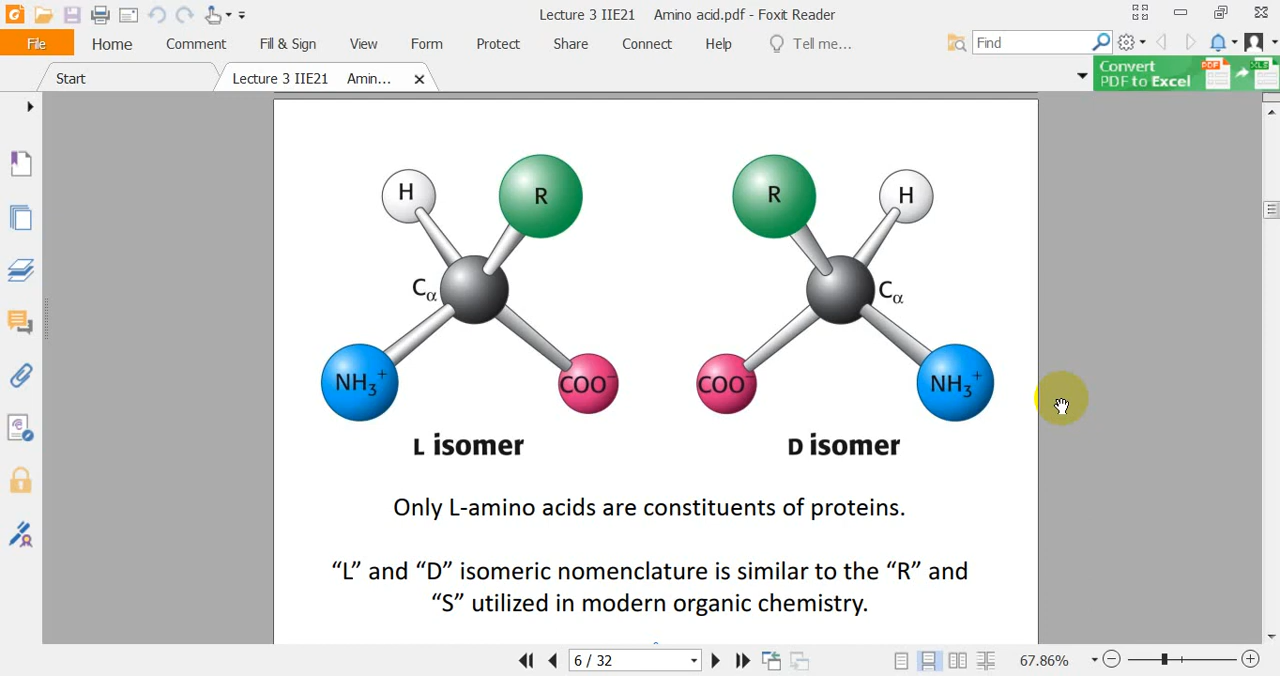 Lecture 3 IIE21 Amino acid.pdf - Foxit Reader
File Home Comment Fill & Sign View Form Protect Share Connect Help Tell me... Find
Start Lecture 3 IIE21 Amin...
Convert
PDF to Excel
PDF XLS
H R R H
Cα Cα
NH₃⁺ COO⁻ COO⁻ NH₃⁺
L isomer D isomer
Only L-amino acids are constituents of proteins.
“L” and “D” isomeric nomenclature is similar to the “R” and
“S” utilized in modern organic chemistry.
6 / 32 67.86%